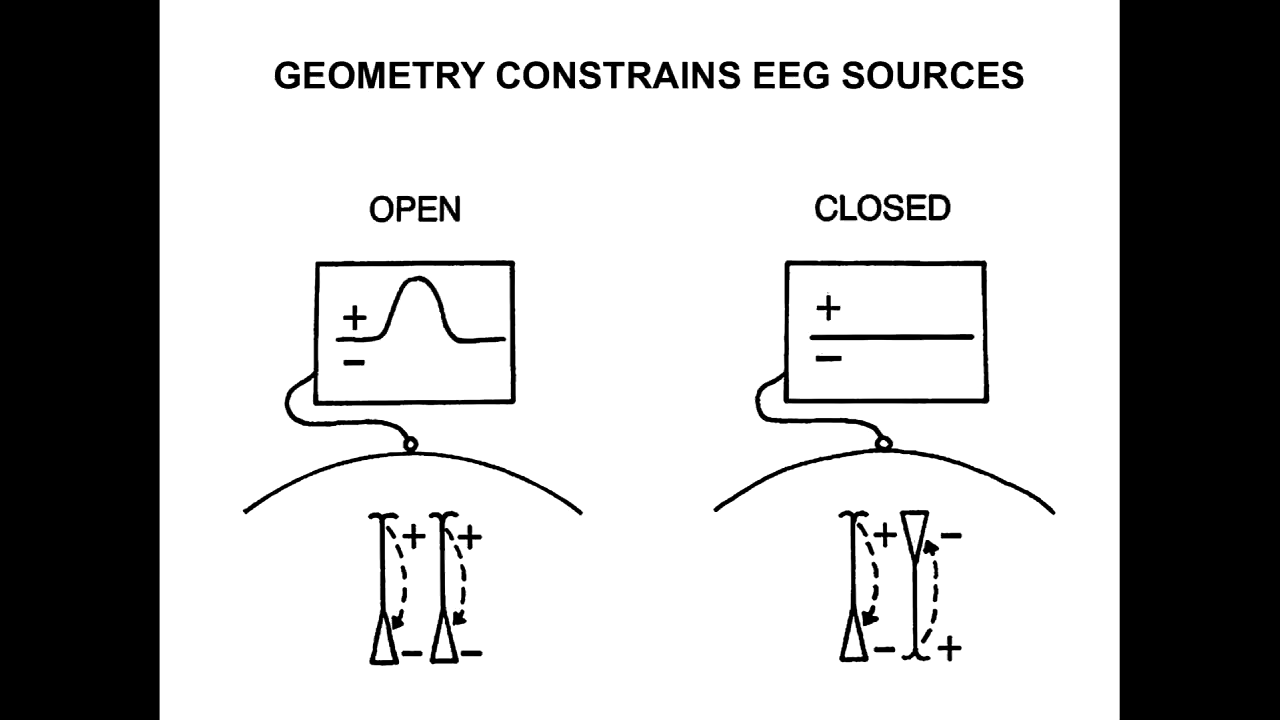 GEOMETRY CONSTRAINS EEG SOURCES
OPEN
CLOSED
+
−
+
−
+ +
− −
+ −
− +